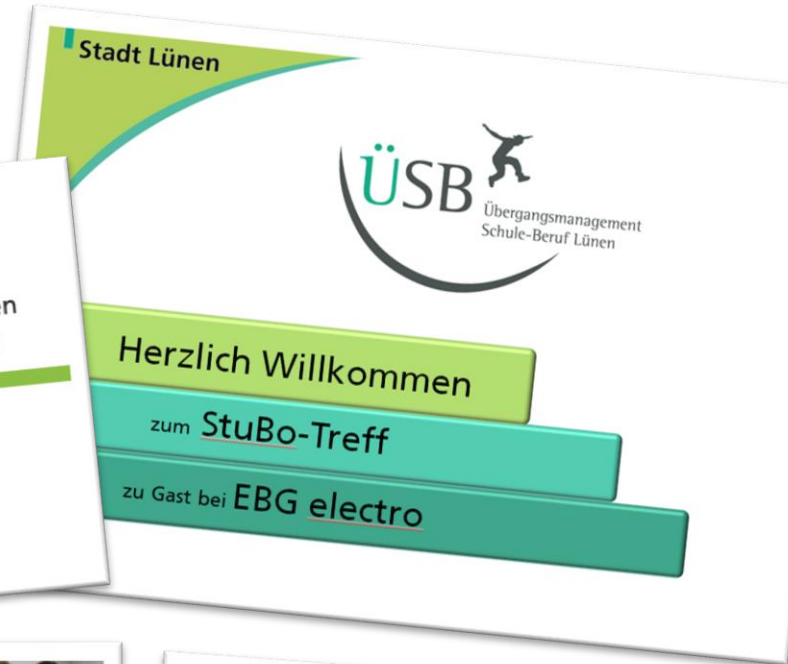 Stadt Lünen
ÜSB
Übergangsmanagement
Schule-Beruf Lünen
Herzlich Willkommen
zum StuBo-Treff
zu Gast bei EBG electro